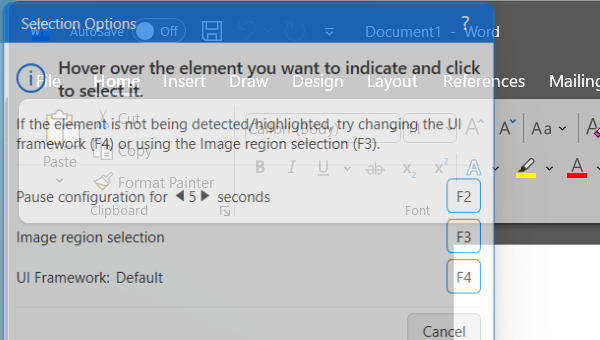 Selection Options
?
AutoSave
Off
Document1 - Word
Hover over the element you want to indicate and click
to select it.
File
Home
Insert
Draw
Design
Layout
References
Mailing
If the element is not being detected/highlighted, try changing the UI
framework (F4) or using the Image region selection (F3).
Cut
Copy
Format Painter
Paste
Clipboard
(Body)
A
A
Aa
A
B
I
U
ab
x2
x2
A
A
Font
Pause configuration for 5 seconds
F2
Image region selection
F3
UI Framework: Default
F4
Cancel